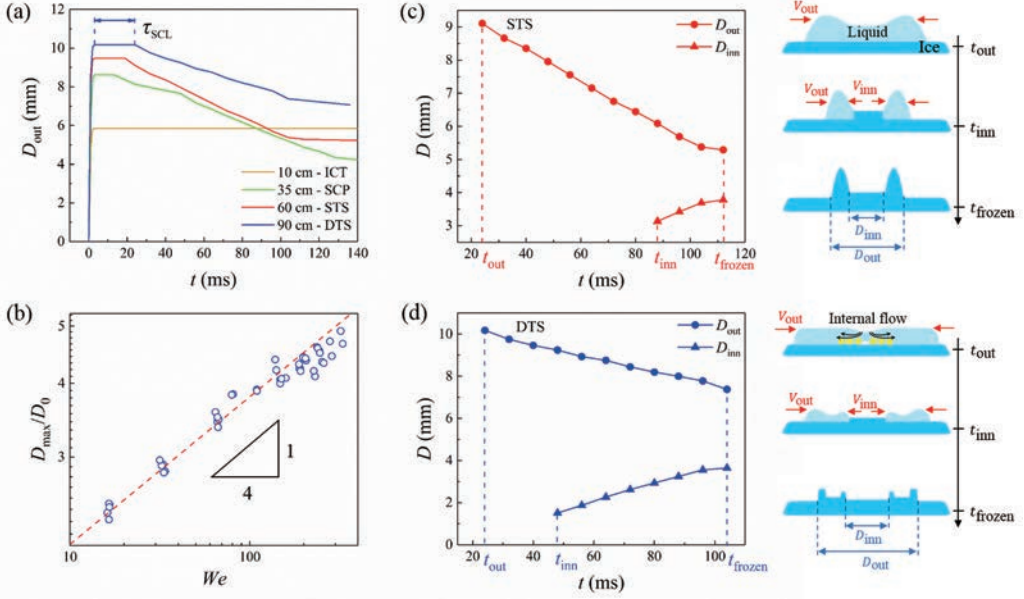 (a)
τSCL
Dout (mm)
12
10
8
6
4
2
0
10 cm - ICT
35 cm - SCP
60 cm - STS
90 cm - DTS
0 20 40 60 80 100 120 140
t (ms)
(b)
Dmax/D0
5
4
3
1
4
10 100
We
(c)
STS
Dout
Dinn
D (mm)
9
8
7
6
5
4
3
20 40 60 80 100 120
tout tinn tfrozen
t (ms)
Vout
Liquid
Ice
tout
Vout Vinn
tinn
tfrozen
Dinn
Dout
(d)
DTS
Dout
Dinn
D (mm)
10
8
6
4
2
0
20 40 60 80 100
tout tinn tfrozen
t (ms)
Internal flow
Vout
tout
Vout Vinn
tinn
tfrozen
Dinn
Dout